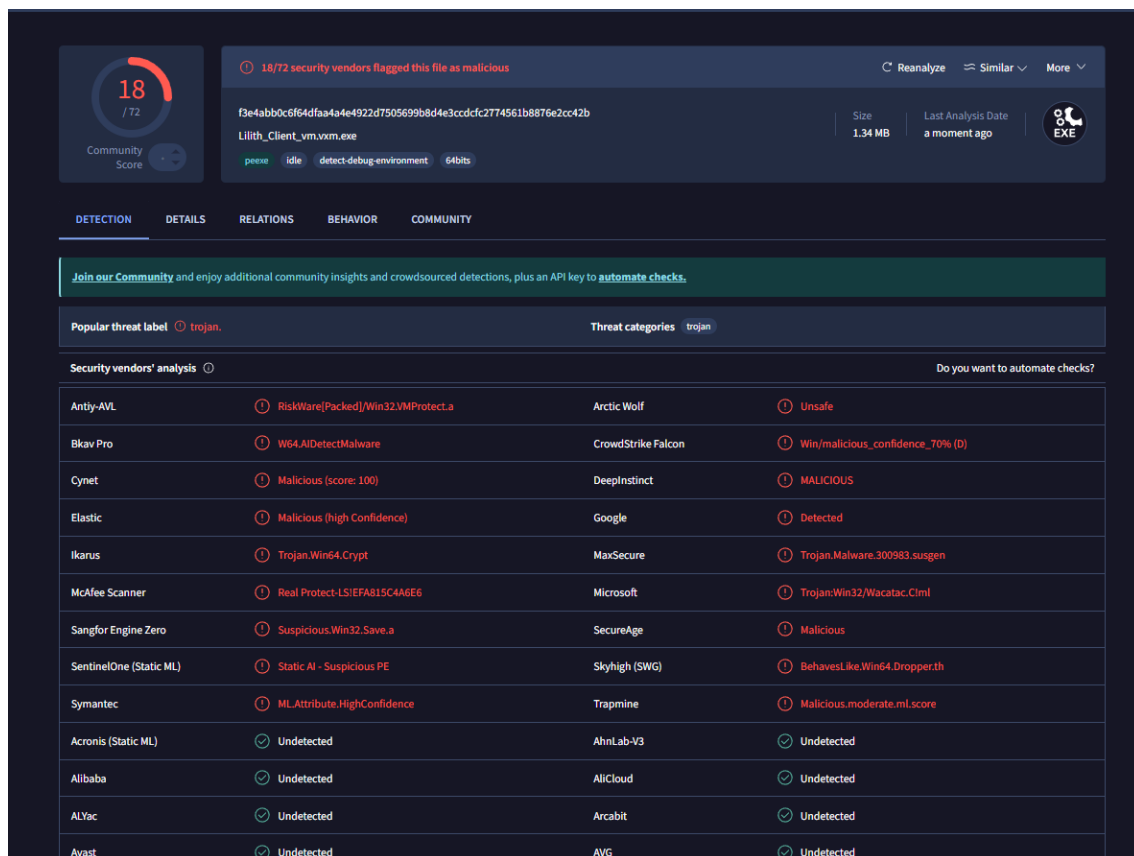 18
/ 72
Community
Score
-
18/72 security vendors flagged this file as malicious
Reanalyze
Similar
More
f3e4abb0c6f64dfaa4a4e4922d7505699b8d4e3ccdcfc2774561b8876e2cc42b
Lilith_Client_vm.vxm.exe
peexe idle detect-debug-environment 64bits
Size
1.34 MB
Last Analysis Date
a moment ago
EXE
DETECTION DETAILS RELATIONS BEHAVIOR COMMUNITY
Join our Community and enjoy additional community insights and crowdsourced detections, plus an API key to automate checks.
Popular threat label trojan. Threat categories trojan
Security vendors' analysis Do you want to automate checks?
Antiy-AVL RiskWare[Packed]/Win32.VMProtect.a Arctic Wolf Unsafe
Bkav Pro W64.AIDetectMalware CrowdStrike Falcon Win/malicious_confidence_70% (D)
Cynet Malicious (score: 100) DeepInstinct MALICIOUS
Elastic Malicious (high Confidence) Google Detected
Ikarus Trojan.Win64.Crypt MaxSecure Trojan.Malware.300983.susgen
McAfee Scanner Real Protect-LS!EFA815C4A6E6 Microsoft Trojan:Win32/Wacatac.C!ml
Sangfor Engine Zero Suspicious.Win32.Save.a SecureAge Malicious
SentinelOne (Static ML) Static AI - Suspicious PE Skyhigh (SWG) BehavesLike.Win64.Dropper.th
Symantec ML.Attribute.HighConfidence Trapmine Malicious.moderate.ml.score
Acronis (Static ML) Undetected AhnLab-V3 Undetected
Alibaba Undetected AliCloud Undetected
ALYac Undetected Arcabit Undetected
Avast Undetected AVG Undetected